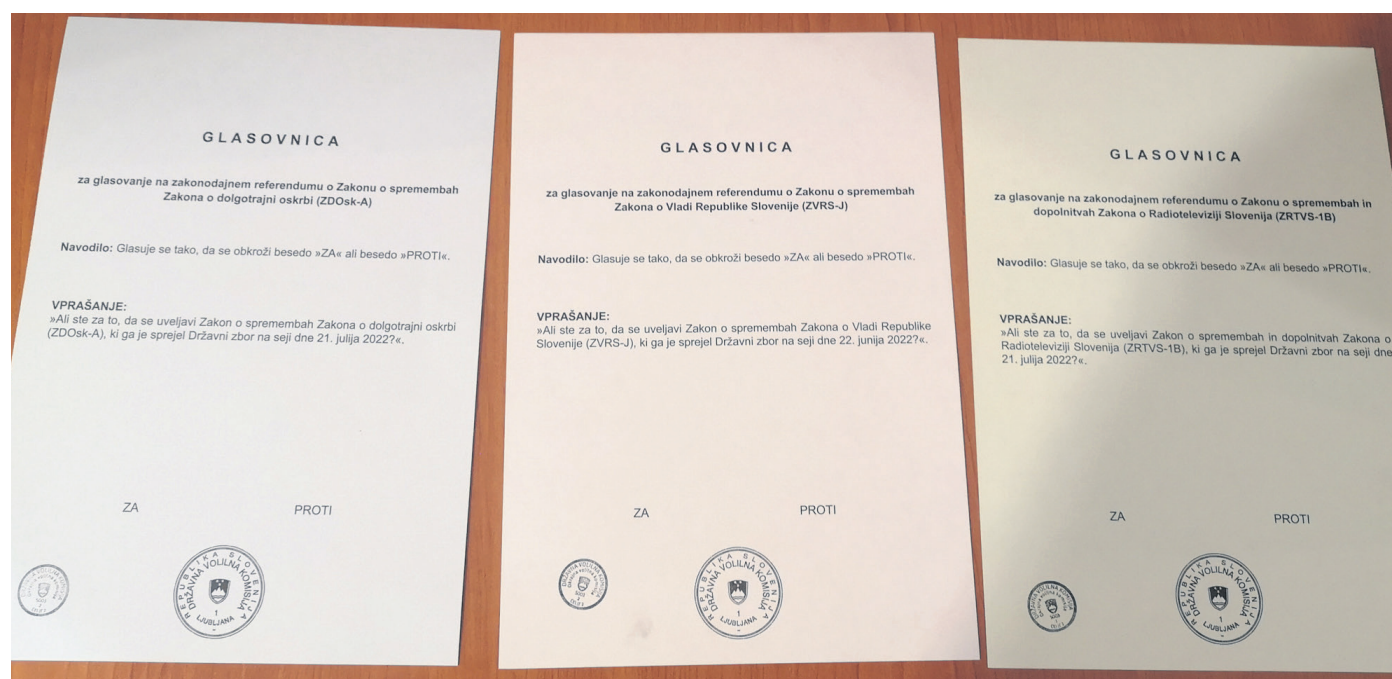 GLASOVNICA
za glasovanje na zakonodajnem referendumu o Zakonu o spremembah
Zakona o dolgotrajni oskrbi (ZDOsk-A)
Navodilo: Glasuje se tako, da se obkroži besedo »ZA« ali besedo »PROTI«.
VPRAŠANJE:
»Ali ste za to, da se uveljavi Zakon o spremembah Zakona o dolgotrajni oskrbi
(ZDOsk-A), ki ga je sprejel Državni zbor na seji dne 21. julija 2022?«.
ZA PROTI
REPUBLIKA SLOVENIJA
DRŽAVNA VOLILNA KOMISIJA
1
LJUBLJANA
GLASOVNICA
za glasovanje na zakonodajnem referendumu o Zakonu o spremembah
Zakona o Vladi Republike Slovenije (ZVRS-J)
Navodilo: Glasuje se tako, da se obkroži besedo »ZA« ali besedo »PROTI«.
VPRAŠANJE:
»Ali ste za to, da se uveljavi Zakon o spremembah Zakona o Vladi Republike
Slovenije (ZVRS-J), ki ga je sprejel Državni zbor na seji dne 22. junija 2022?«.
ZA PROTI
DRŽAVNA VOLILNA KOMISIJA
REPUBLIKA SLOVENIJA
DRŽAVNA VOLILNA KOMISIJA
1
LJUBLJANA
GLASOVNICA
za glasovanje na zakonodajnem referendumu o Zakonu o spremembah in
dopolnitvah Zakona o Radioteleviziji Slovenija (ZRTVS-1B)
Navodilo: Glasuje se tako, da se obkroži besedo »ZA« ali besedo »PROTI«.
VPRAŠANJE:
»Ali ste za to, da se uveljavi Zakon o spremembah in dopolnitvah Zakona o
Radioteleviziji Slovenija (ZRTVS-1B), ki ga je sprejel Državni zbor na seji dne
21. julija 2022?«.
ZA PROTI
DRŽAVNA VOLILNA KOMISIJA
REPUBLIKA SLOVENIJA
DRŽAVNA VOLILNA KOMISIJA
1
LJUBLJANA